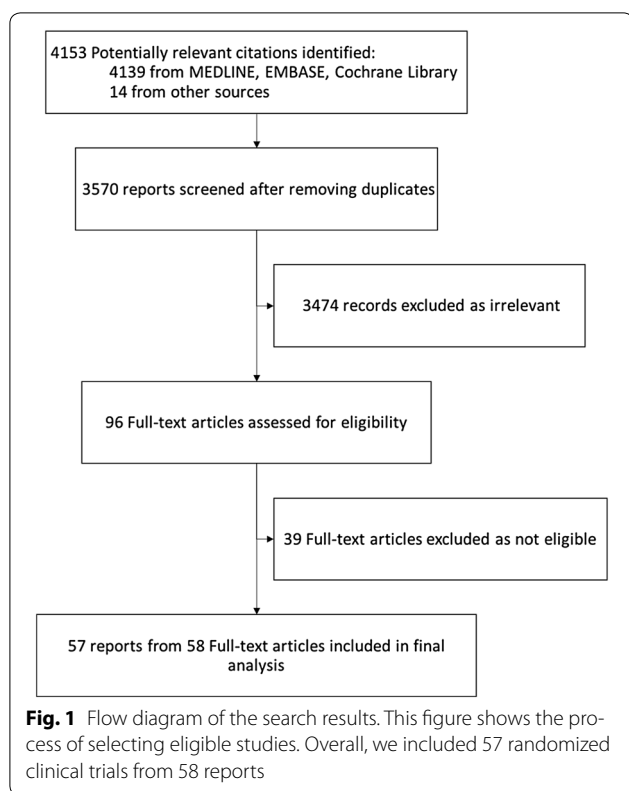 4153 Potentially relevant citations identified:
4139 from MEDLINE, EMBASE, Cochrane Library
14 from other sources
3570 reports screened after removing duplicates
3474 records excluded as irrelevant
96 Full-text articles assessed for eligibility
39 Full-text articles excluded as not eligible
57 reports from 58 Full-text articles included in final
analysis
Fig. 1 Flow diagram of the search results. This figure shows the pro-
cess of selecting eligible studies. Overall, we included 57 randomized
clinical trials from 58 reports